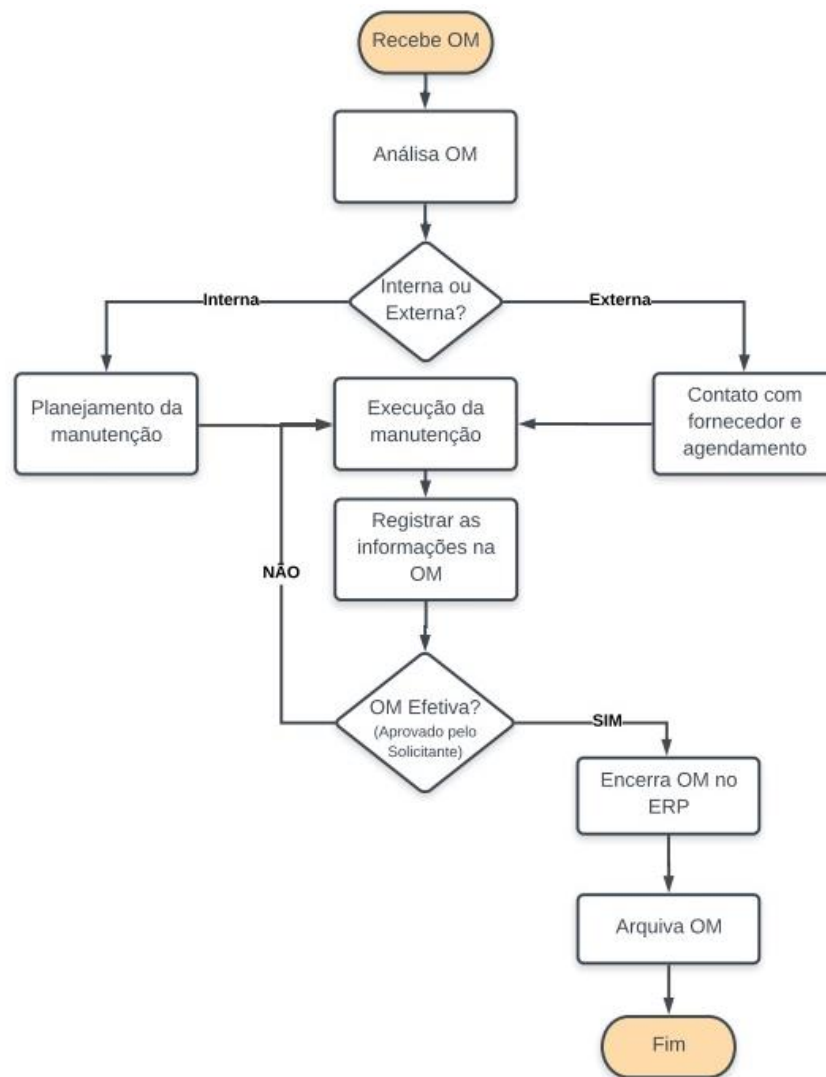 Recebe OM
Análisa OM
Interna ou
Externa?
Interna
Externa
Planejamento da
manutenção
Execução da
manutenção
Contato com
fornecedor e
agendamento
Registrar as
informações na
OM
NÃO
OM Efetiva?
(Aprovado pelo
Solicitante)
SIM
Encerra OM no
ERP
Arquiva OM
Fim